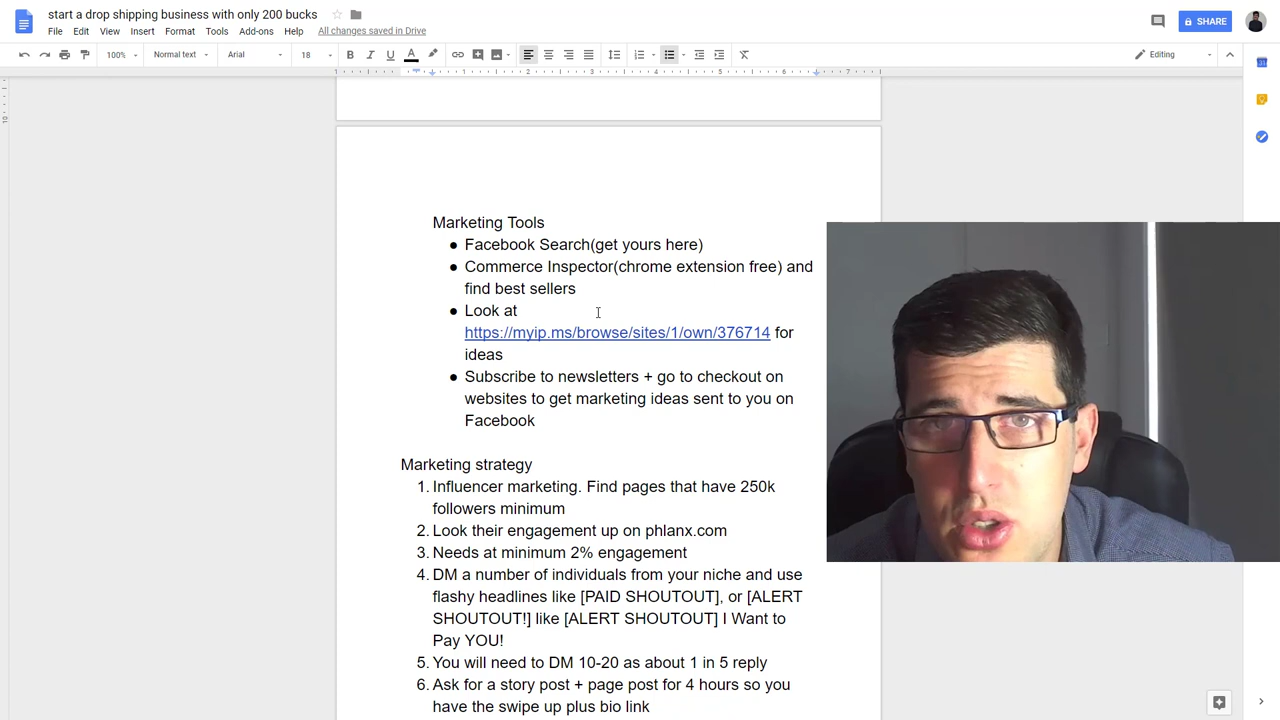 start a drop shipping business with only 200 bucks
File Edit View Insert Format Tools Add-ons Help All changes saved in Drive
SHARE
100% Normal text Arial 18 B I U A Editing
1 1 2 3 4 5 6 7
Marketing Tools
● Facebook Search(get yours here)
● Commerce Inspector(chrome extension free) and
find best sellers
● Look at
https://myip.ms/browse/sites/1/own/376714 for
ideas
● Subscribe to newsletters + go to checkout on
websites to get marketing ideas sent to you on
Facebook
Marketing strategy
1. Influencer marketing. Find pages that have 250k
followers minimum
2. Look their engagement up on phlanx.com
3. Needs at minimum 2% engagement
4. DM a number of individuals from your niche and use
flashy headlines like [PAID SHOUTOUT], or [ALERT
SHOUTOUT!] like [ALERT SHOUTOUT] I Want to
Pay YOU!
5. You will need to DM 10-20 as about 1 in 5 reply
6. Ask for a story post + page post for 4 hours so you
have the swipe up plus bio link